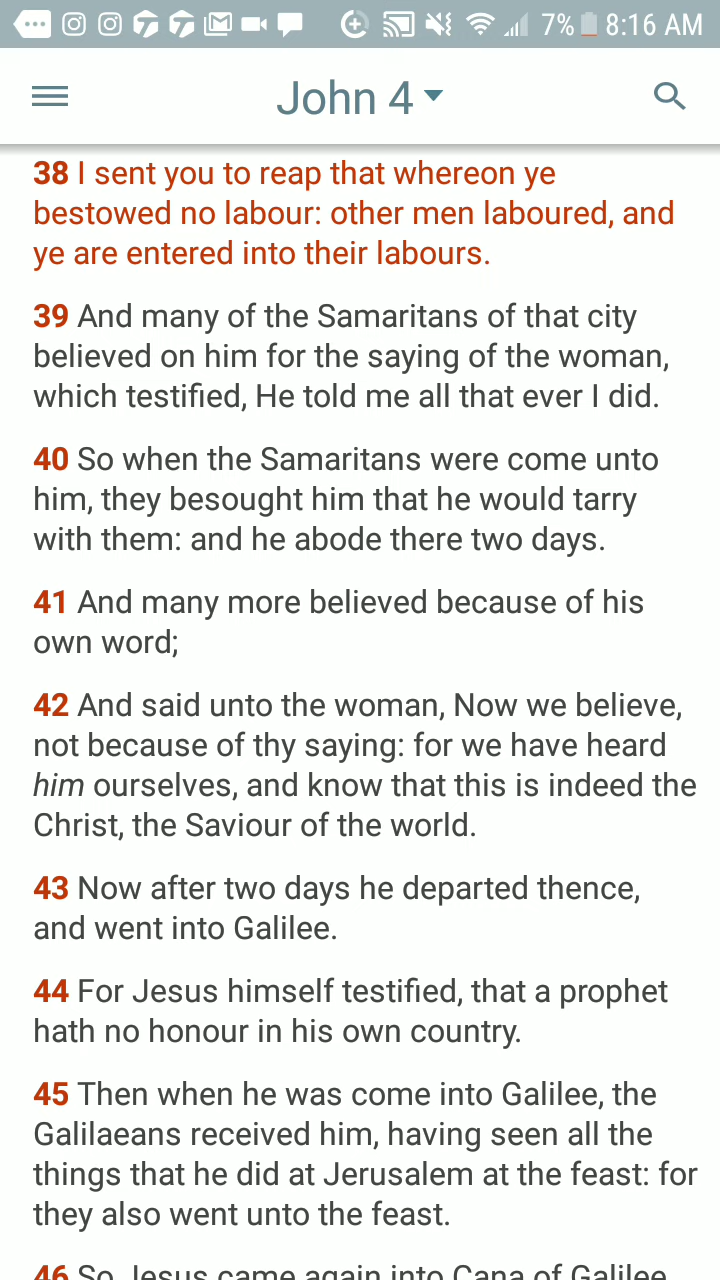 7% 8:16 AM
John 4
38 I sent you to reap that whereon ye
bestowed no labour: other men laboured, and
ye are entered into their labours.
39 And many of the Samaritans of that city
believed on him for the saying of the woman,
which testified, He told me all that ever I did.
40 So when the Samaritans were come unto
him, they besought him that he would tarry
with them: and he abode there two days.
41 And many more believed because of his
own word;
42 And said unto the woman, Now we believe,
not because of thy saying: for we have heard
him ourselves, and know that this is indeed the
Christ, the Saviour of the world.
43 Now after two days he departed thence,
and went into Galilee.
44 For Jesus himself testified, that a prophet
hath no honour in his own country.
45 Then when he was come into Galilee, the
Galilaeans received him, having seen all the
things that he did at Jerusalem at the feast: for
they also went unto the feast.
46 So Jesus came again into Cana of Galilee